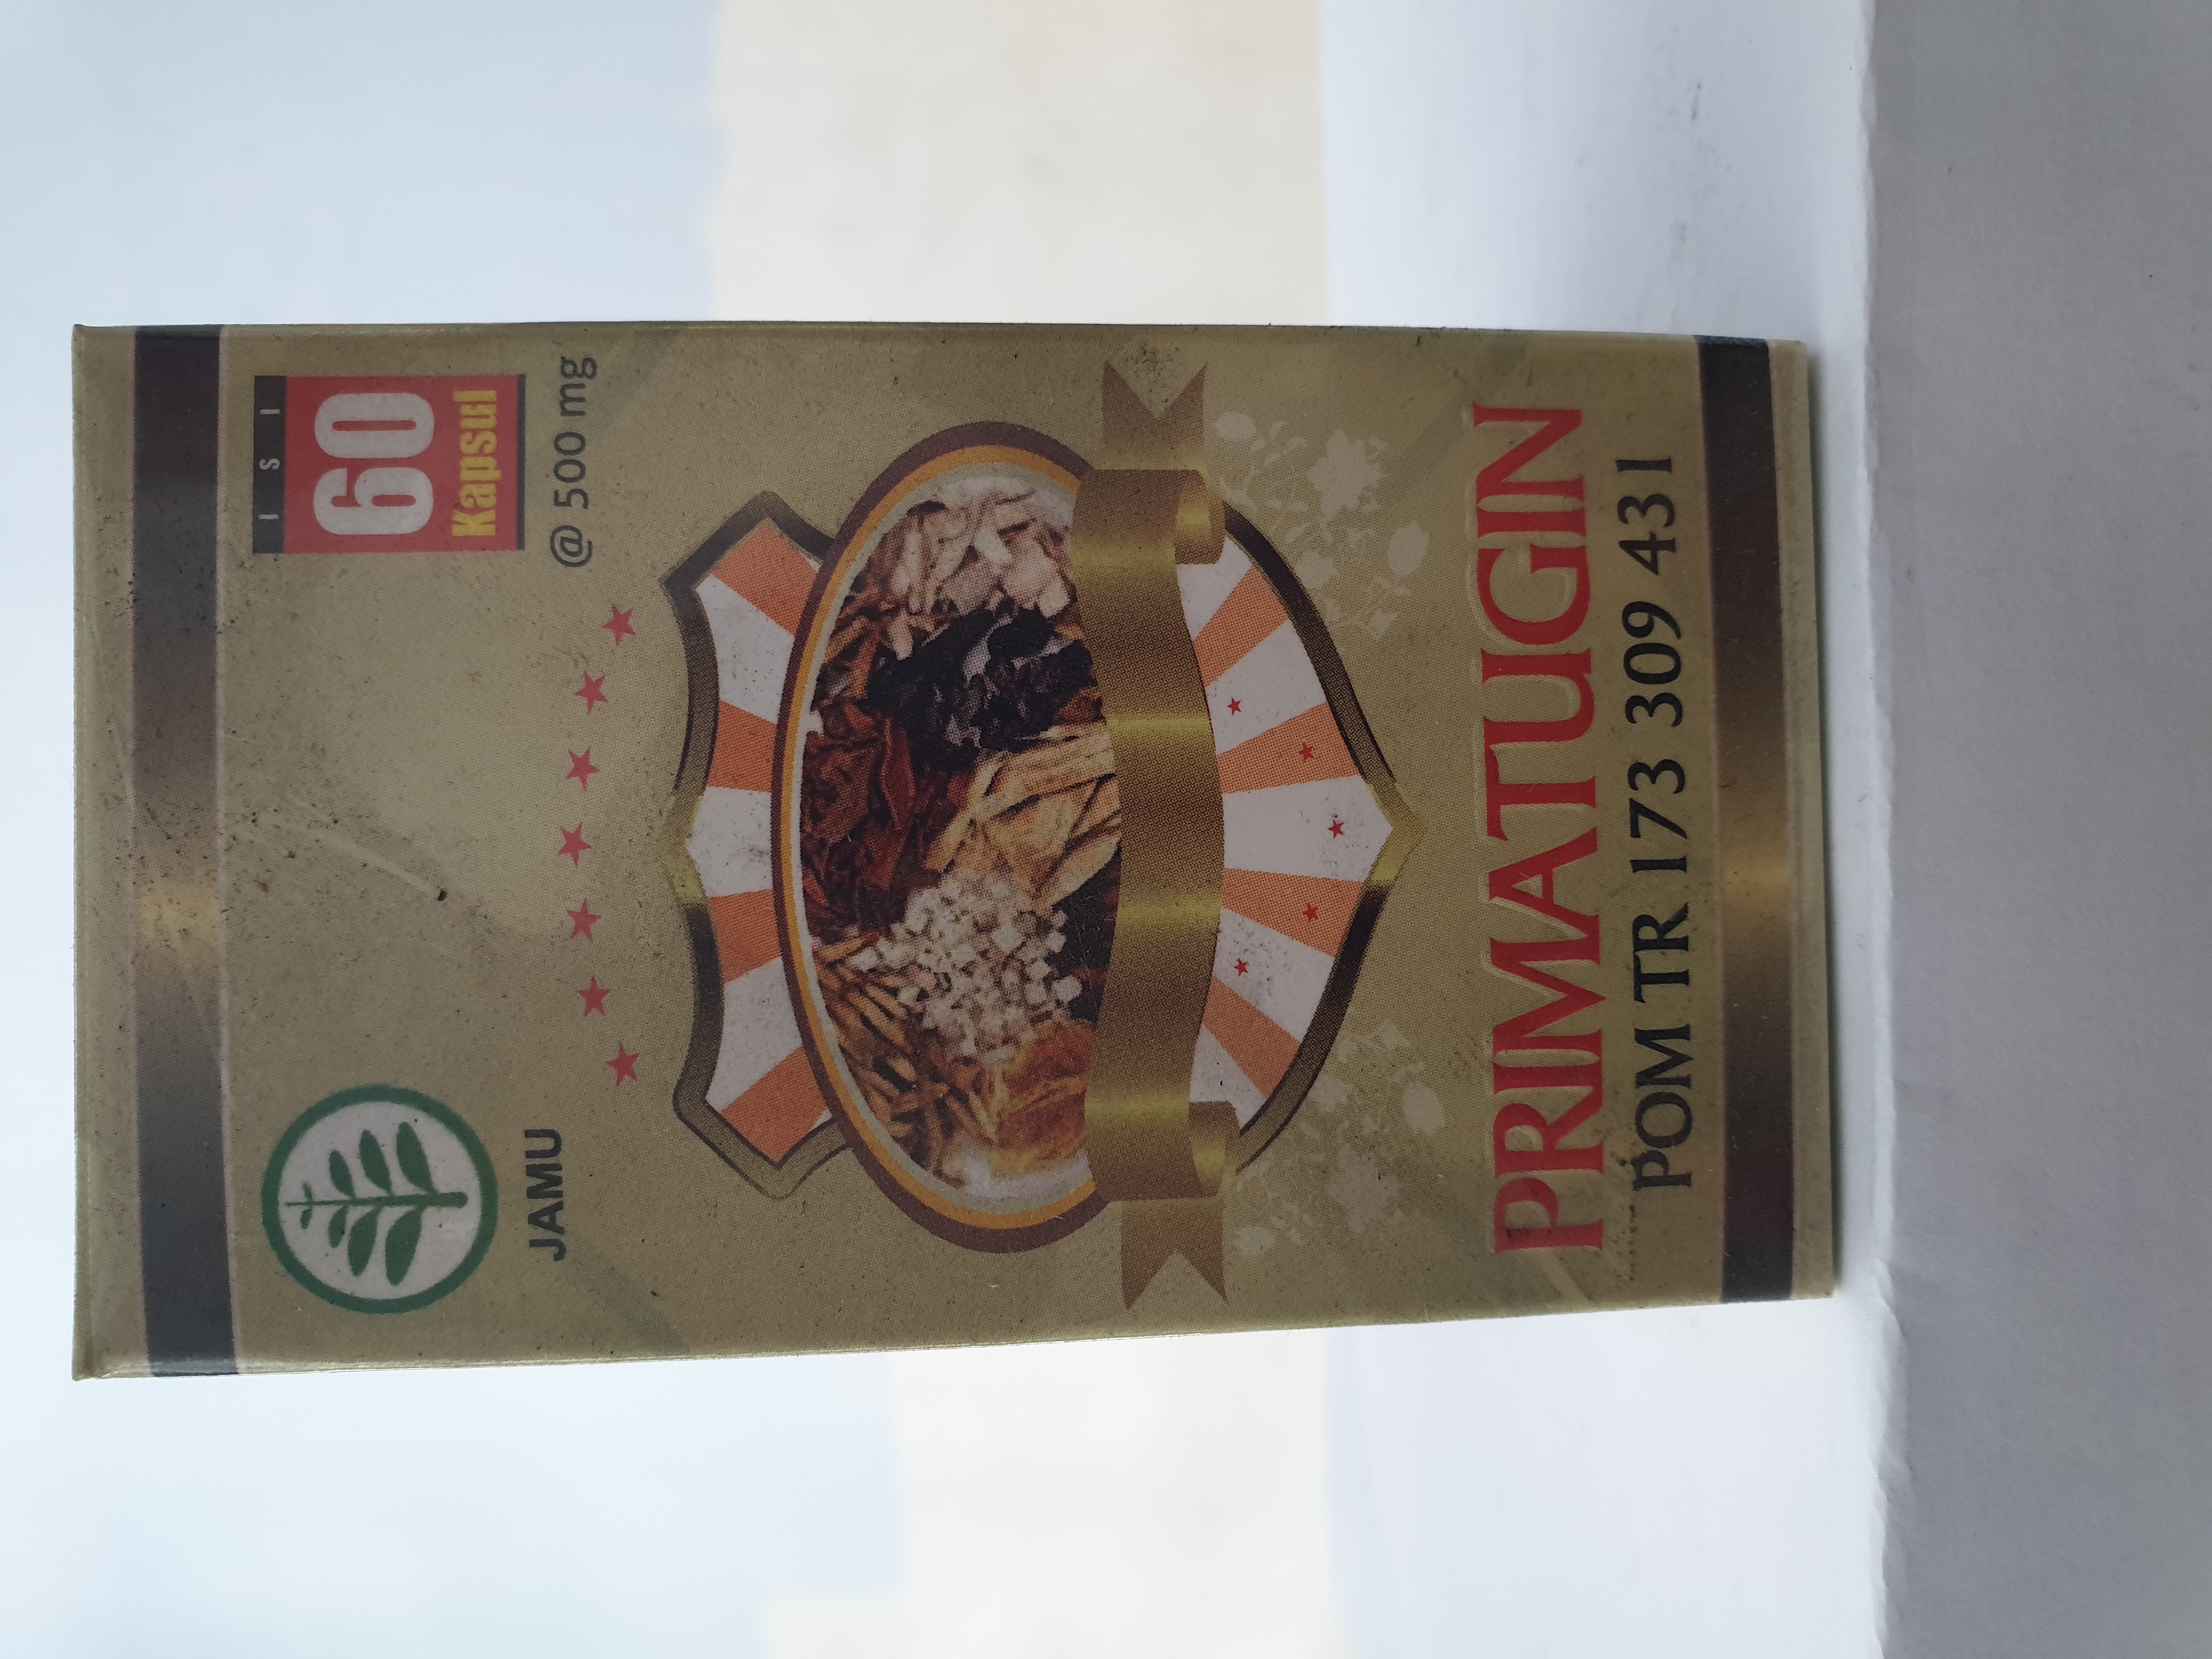 JAMU
ISI
60
Kapsul
@ 500 mg
PRIMATUGIN
POM TR 173 309 431